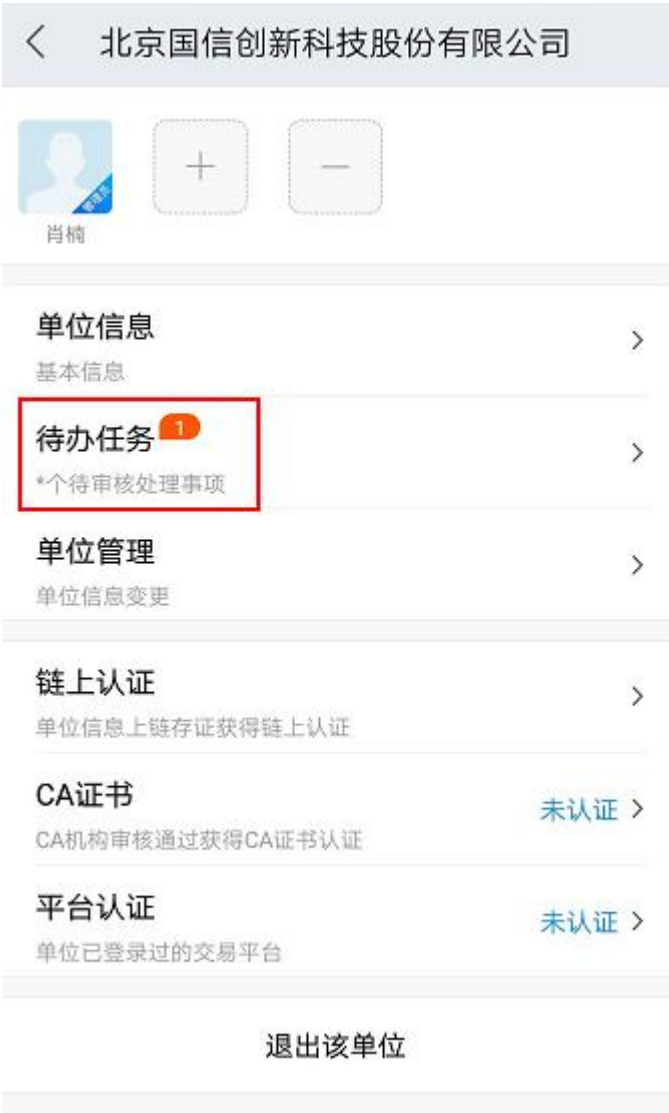 北京国信创新科技股份有限公司
管理员
肖楠
单位信息
基本信息
待办任务 1
*个待审核处理事项
单位管理
单位信息变更
链上认证
单位信息上链存证获得链上认证
CA证书
未认证
CA机构审核通过获得CA证书认证
平台认证
未认证
单位已登录过的交易平台
退出该单位